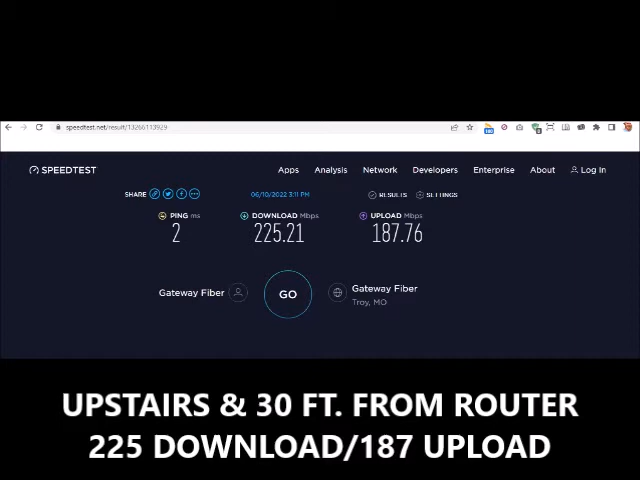 speedtest.net/result/13266113929
SPEEDTEST Apps Analysis Network Developers Enterprise About Log In
SHARE 06/10/2022 3:11 PM RESULTS SETTINGS
PING ms DOWNLOAD Mbps UPLOAD Mbps
2 225.21 187.76
Gateway Fiber GO Gateway Fiber
Troy, MO
UPSTAIRS & 30 FT. FROM ROUTER
225 DOWNLOAD/187 UPLOAD